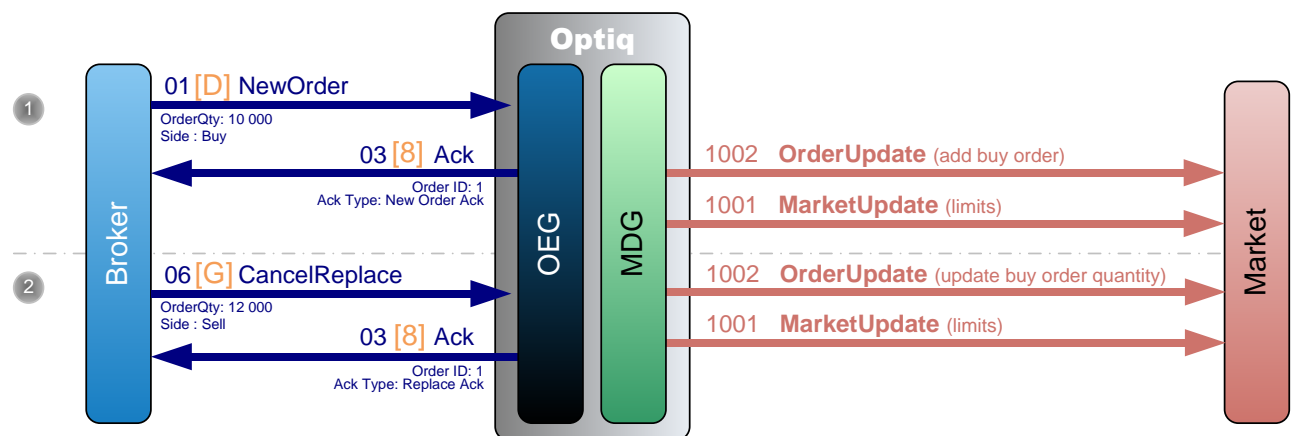 Optiq
1
01 [D] NewOrder
OrderQty: 10 000
Side : Buy
03 [8] Ack
Order ID: 1
Ack Type: New Order Ack
1002 OrderUpdate (add buy order)
1001 MarketUpdate (limits)
Broker
OEG
MDG
Market
2
06 [G] CancelReplace
OrderQty: 12 000
Side : Sell
03 [8] Ack
Order ID: 1
Ack Type: Replace Ack
1002 OrderUpdate (update buy order quantity)
1001 MarketUpdate (limits)